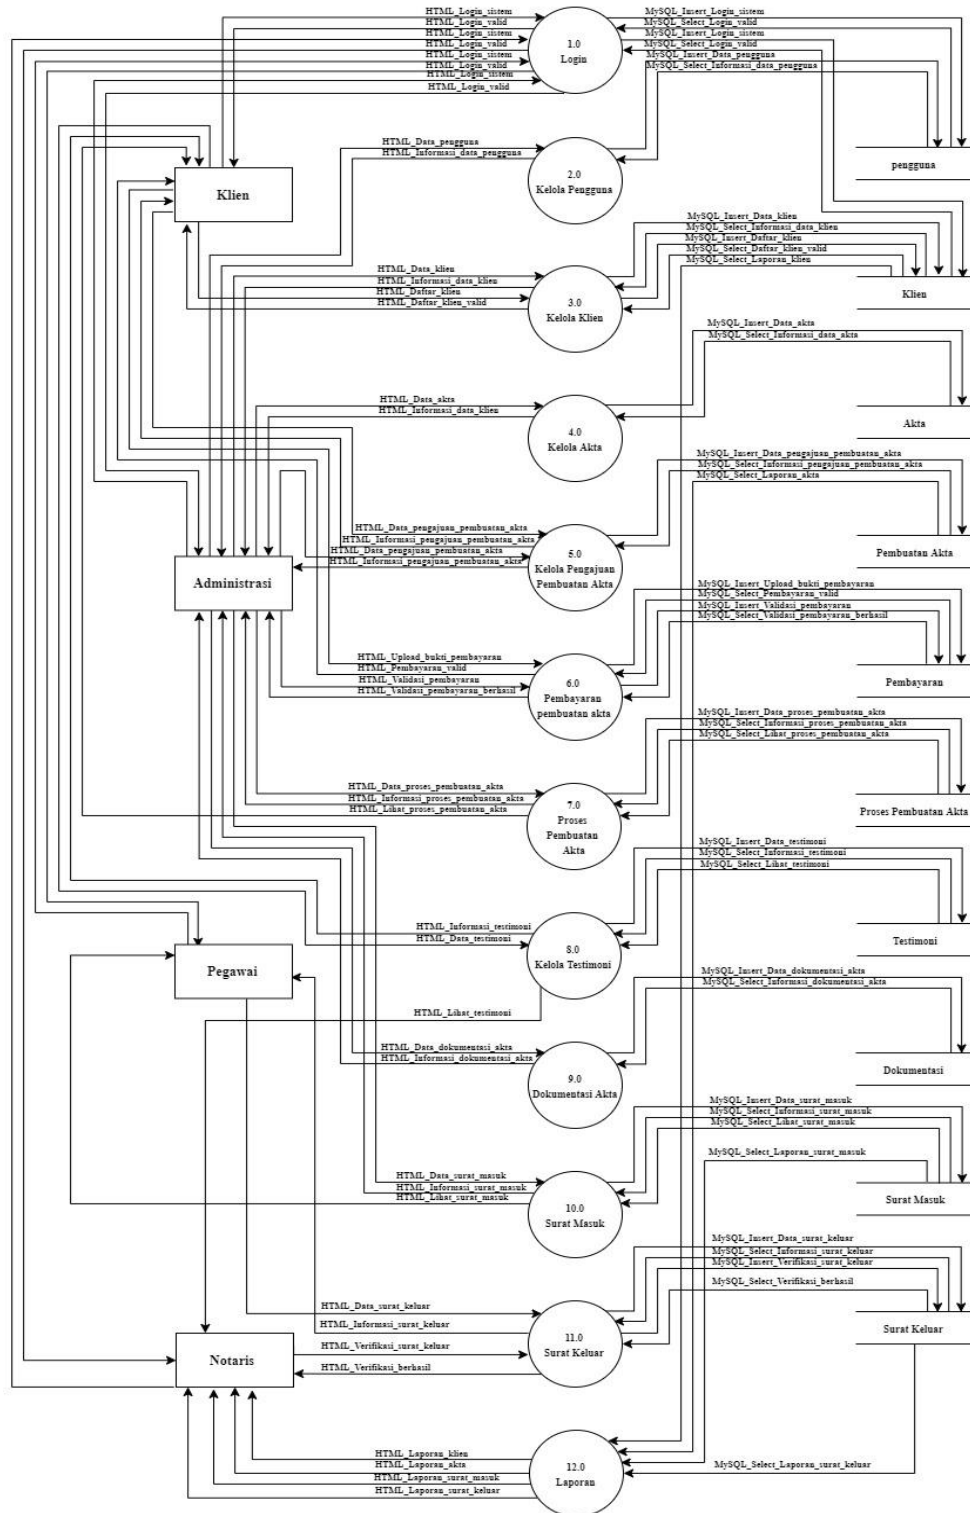 HTML_Login_sistem
HTML_Login_valid
HTML_Login_sistem
HTML_Login_valid
HTML_Login_sistem
HTML_Login_valid
HTML_Login_sistem
HTML_Login_valid
1.0
Login
MySQL_Insert_Login_sistem
MySQL_Select_Login_valid
MySQL_Insert_Login_sistem
MySQL_Select_Login_valid
MySQL_Insert_Data_pengguna
MySQL_Select_Informasi_data_pengguna
pengguna
Klien
HTML_Data_pengguna
HTML_Informasi_data_pengguna
2.0
Kelola Pengguna
HTML_Data_klien
HTML_Informasi_data_klien
HTML_Daftar_klien
HTML_Daftar_klien_valid
3.0
Kelola Klien
MySQL_Insert_Data_klien
MySQL_Select_Informasi_data_klien
MySQL_Insert_Daftar_klien
MySQL_Select_Daftar_klien_valid
MySQL_Select_Laporan_klien
Klien
HTML_Data_akta
HTML_Informasi_data_klien
4.0
Kelola Akta
MySQL_Insert_Data_akta
MySQL_Select_Informasi_data_akta
Akta
HTML_Data_pengajuan_pembuatan_akta
HTML_Informasi_pengajuan_pembuatan_akta
HTML_Data_pengajuan_pembuatan_akta
HTML_Informasi_pengajuan_pembuatan_akta
5.0
Kelola Pengajuan
Pembuatan Akta
MySQL_Insert_Data_pengajuan_pembuatan_akta
MySQL_Select_Informasi_pengajuan_pembuatan_akta
MySQL_Select_Laporan_akta
Pembuatan Akta
Administrasi
HTML_Upload_bukti_pembayaran
HTML_Pembayaran_valid
HTML_Validasi_pembayaran
HTML_Validasi_pembayaran_berhasil
6.0
Pembayaran
pembuatan akta
MySQL_Insert_Upload_bukti_pembayaran
MySQL_Select_Pembayaran_valid
MySQL_Insert_Validasi_pembayaran
MySQL_Select_Validasi_pembayaran_berhasil
Pembayaran
HTML_Data_proses_pembuatan_akta
HTML_Informasi_proses_pembuatan_akta
HTML_Lihat_proses_pembuatan_akta
7.0
Proses
Pembuatan
Akta
MySQL_Insert_Data_proses_pembuatan_akta
MySQL_Select_Informasi_proses_pembuatan_akta
MySQL_Select_Lihat_proses_pembuatan_akta
Proses Pembuatan Akta
HTML_Informasi_testimoni
HTML_Data_testimoni
8.0
Kelola Testimoni
MySQL_Insert_Data_testimoni
MySQL_Select_Informasi_testimoni
MySQL_Select_Lihat_testimoni
Testimoni
Pegawai
HTML_Lihat_testimoni
HTML_Data_dokumentasi_akta
HTML_Informasi_dokumentasi_akta
9.0
Dokumentasi Akta
MySQL_Insert_Data_dokumentasi_akta
MySQL_Select_Informasi_dokumentasi_akta
Dokumentasi
HTML_Data_surat_masuk
HTML_Informasi_surat_masuk
HTML_Lihat_surat_masuk
10.0
Surat Masuk
MySQL_Insert_Data_surat_masuk
MySQL_Select_Informasi_surat_masuk
MySQL_Select_Lihat_surat_masuk
MySQL_Select_Laporan_surat_masuk
Surat Masuk
HTML_Data_surat_keluar
HTML_Informasi_surat_keluar
HTML_Verifikasi_surat_keluar
HTML_Verifikasi_berhasil
11.0
Surat Keluar
MySQL_Insert_Data_surat_keluar
MySQL_Select_Informasi_surat_keluar
MySQL_Insert_Verifikasi_surat_keluar
MySQL_Select_Verifikasi_berhasil
Surat Keluar
Notaris
HTML_Laporan_klien
HTML_Laporan_akta
HTML_Laporan_surat_masuk
HTML_Laporan_surat_keluar
12.0
Laporan
MySQL_Select_Laporan_surat_keluar